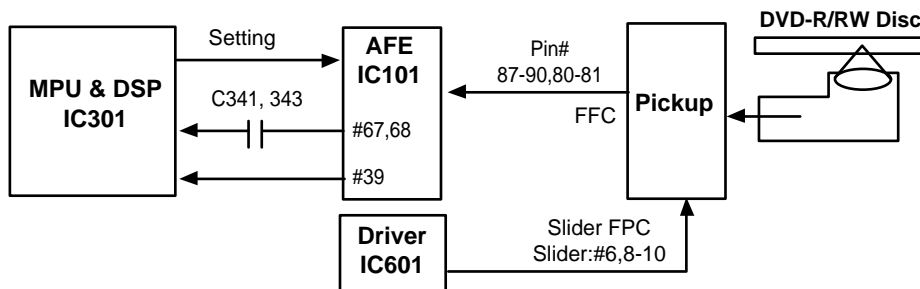 DVD-R/RW Disc
Setting
AFE
IC101
Pin#
87-90,80-81
MPU & DSP
IC301
C341, 343
Pickup
FFC
#67,68
#39
Driver
IC601
Slider FPC
Slider:#6,8-10